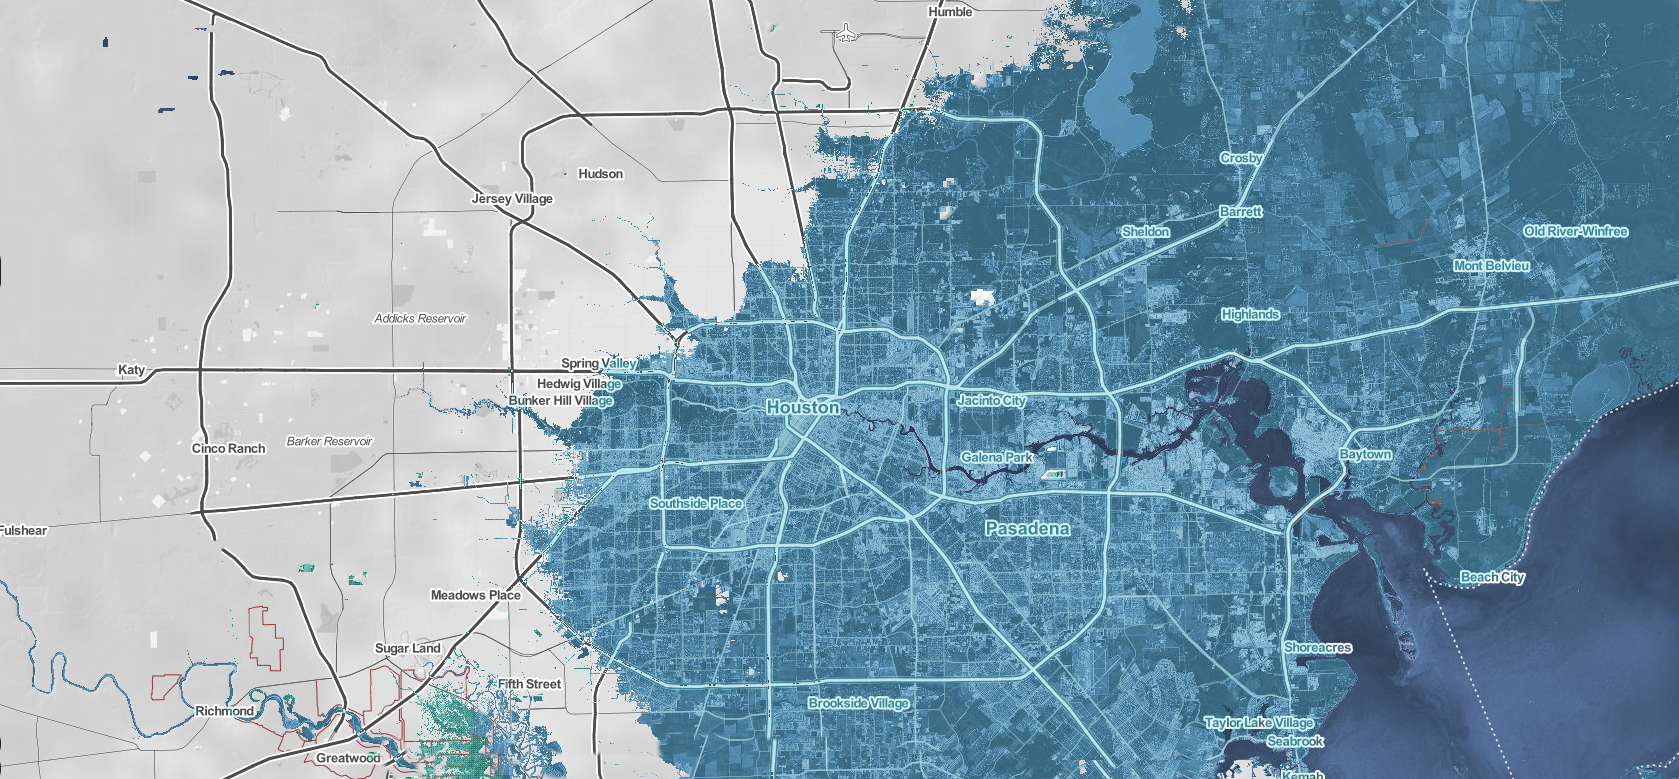 Humble
Crosby
Hudson
Jersey Village
Barrett
Sheldon
Old River-Winfree
Mont Belvieu
Addicks Reservoir
Highlands
Spring Valley
Katy
Hedwig Village
Bunker Hill Village
Houston
Jacinto City
Barker Reservoir
Cinco Ranch
Galena Park
Baytown
Southside Place
Pasadena
Fulshear
Beach City
Meadows Place
Sugar Land
Shoreacres
Fifth Street
Brookside Village
Richmond
Taylor Lake Village
Seabrook
Greatwood
Kemah